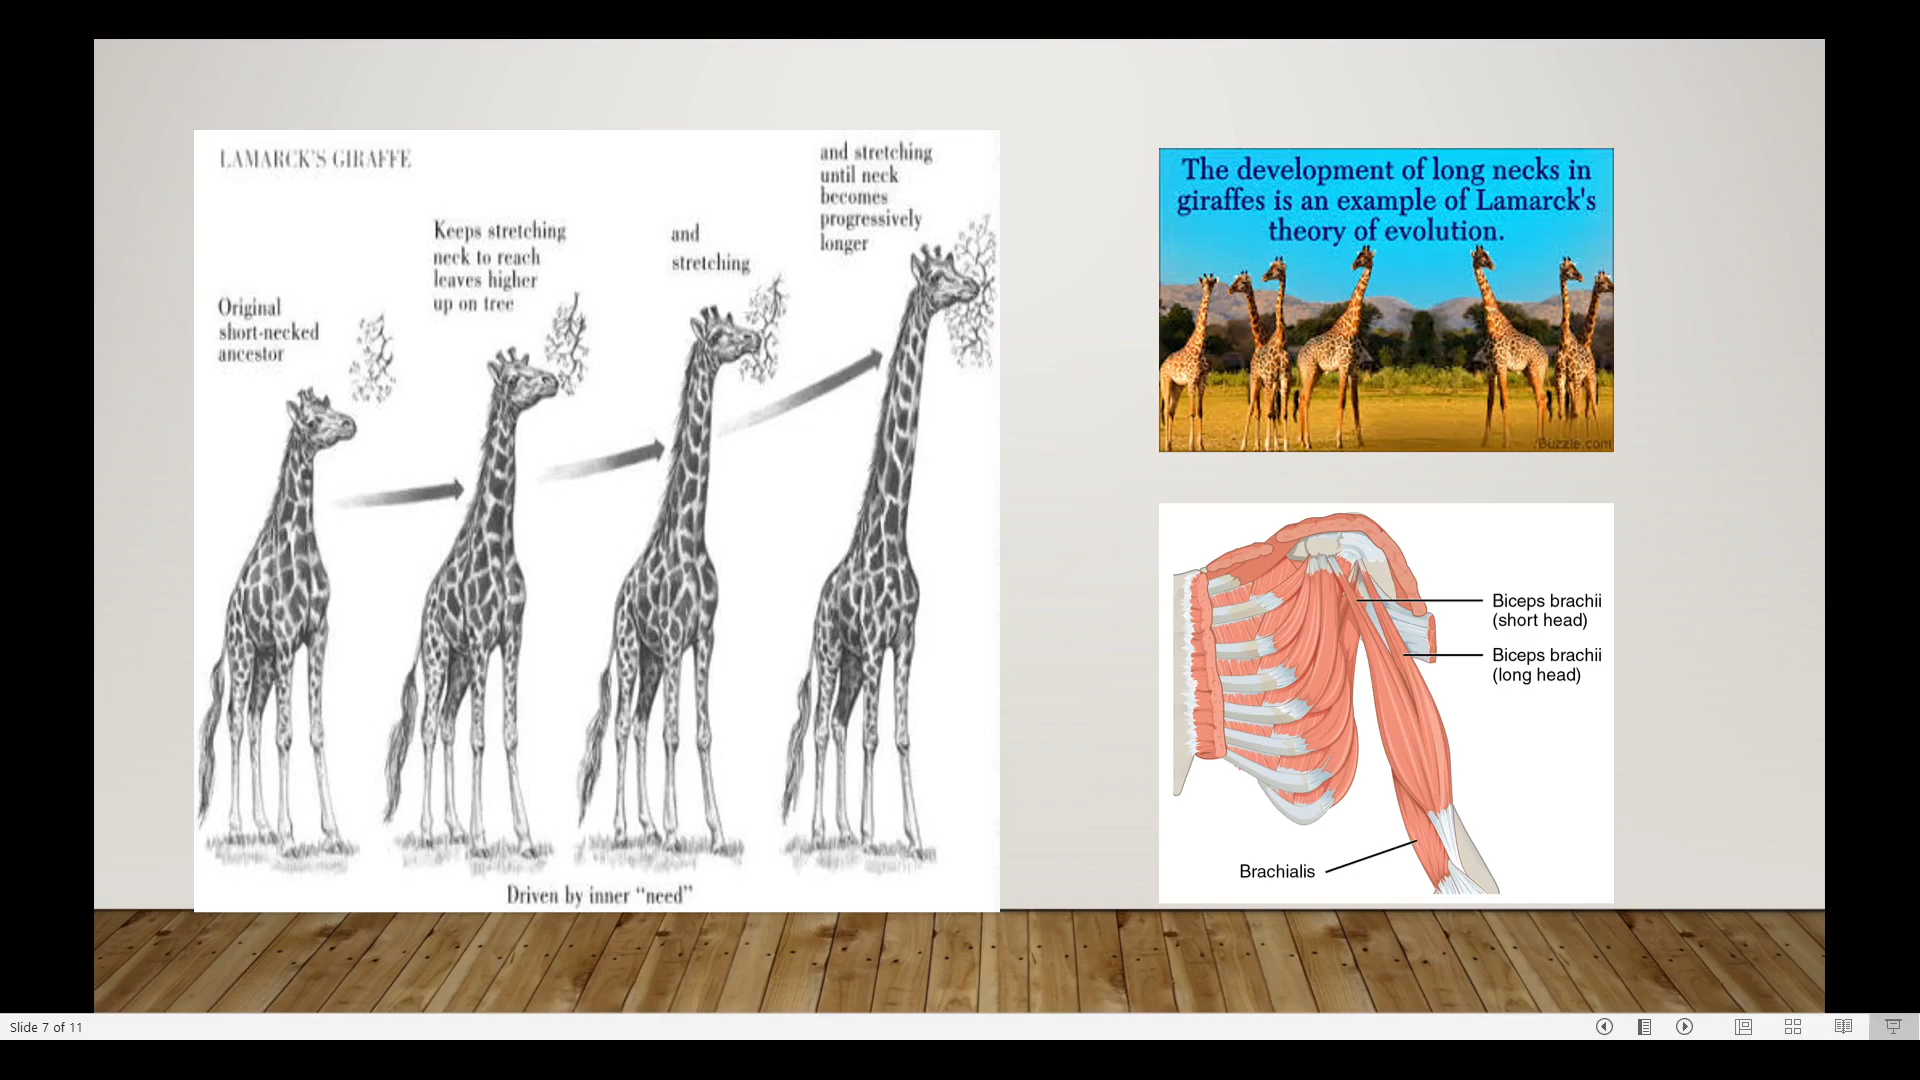 LAMARCK'S GIRAFFE
Original
short-necked
ancestor
Keeps stretching
neck to reach
leaves higher
up on tree
and
stretching
and stretching
until neck
becomes
progressively
longer
Driven by inner “need”
The development of long necks in
giraffes is an example of Lamarck's
theory of evolution.
Buzzle.com
Biceps brachii
(short head)
Biceps brachii
(long head)
Brachialis
Slide 7 of 11